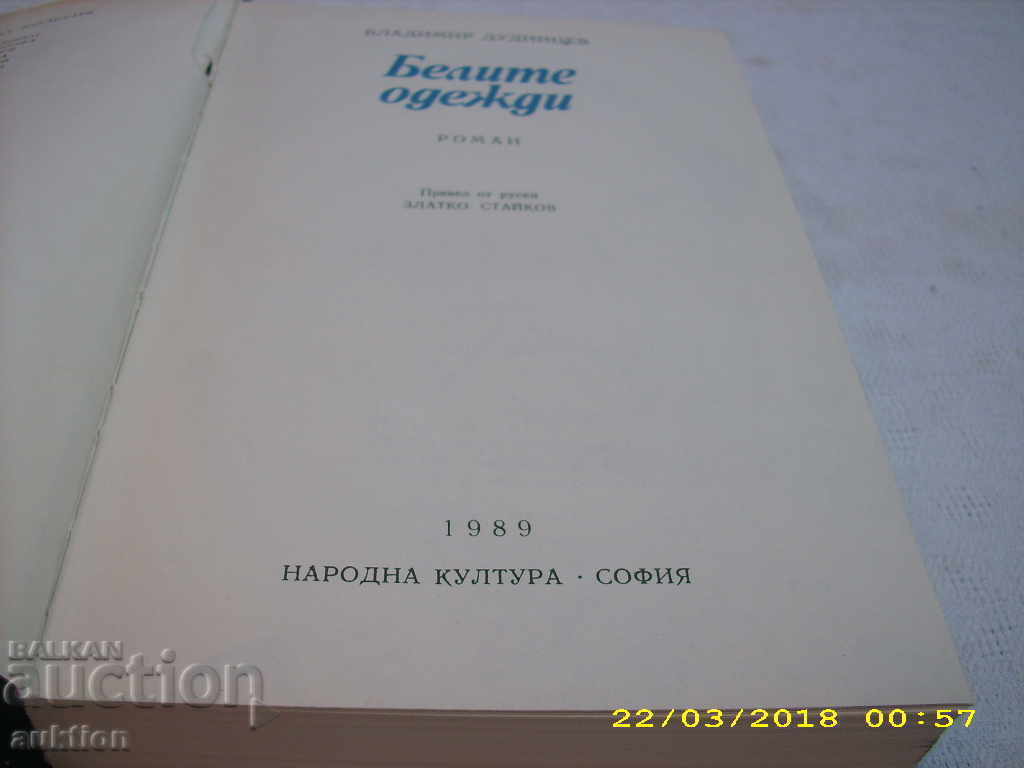 ВЛАДИМИР ДУДИНЦЕВ
Белите
одежди
РОМАН
Превел от руски
ЗЛАТКО СТАЙКОВ
1989
НАРОДНА КУЛТУРА · СОФИЯ
BALKAN
auction
auktion
22/03/2018 00:57